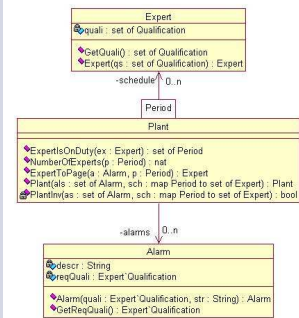 Expert
quali : set of Qualification
GetQuali() : set of Qualification
Expert(qs : set of Qualification) : Expert
-schedule
0..n
Period
Plant
ExpertIsOnDuty(ex : Expert) : set of Period
NumberOfExperts(p : Period) : nat
ExpertToPage(a : Alarm, p : Period) : Expert
Plant(als : set of Alarm, sch : map Period to set of Expert) : Plant
PlantInv(as : set of Alarm, sch : map Period to set of Expert) : bool
-alarms
0..n
Alarm
descr : String
reqQuali : Expert`Qualification
Alarm(quali : Expert`Qualification, str : String) : Alarm
GetReqQuali() : Expert`Qualification